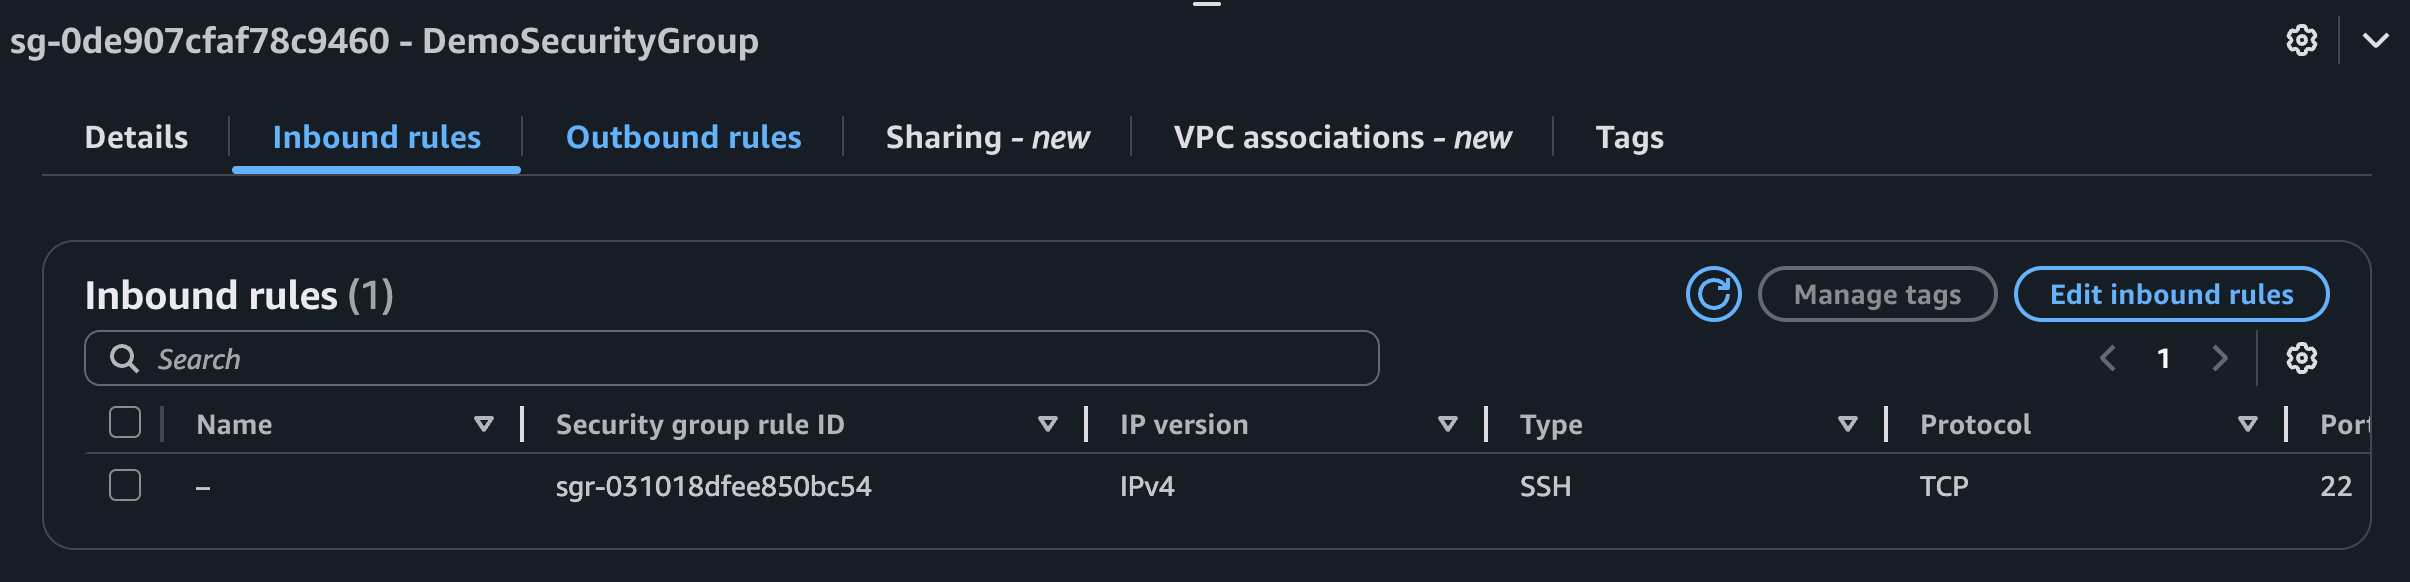 sg-0de907cfaf78c9460 - DemoSecurityGroup
Details Inbound rules Outbound rules Sharing - new VPC associations - new Tags
Inbound rules (1) Manage tags Edit inbound rules
Search 1
Name Security group rule ID IP version Type Protocol Port
– sgr-031018dfee850bc54 IPv4 SSH TCP 22